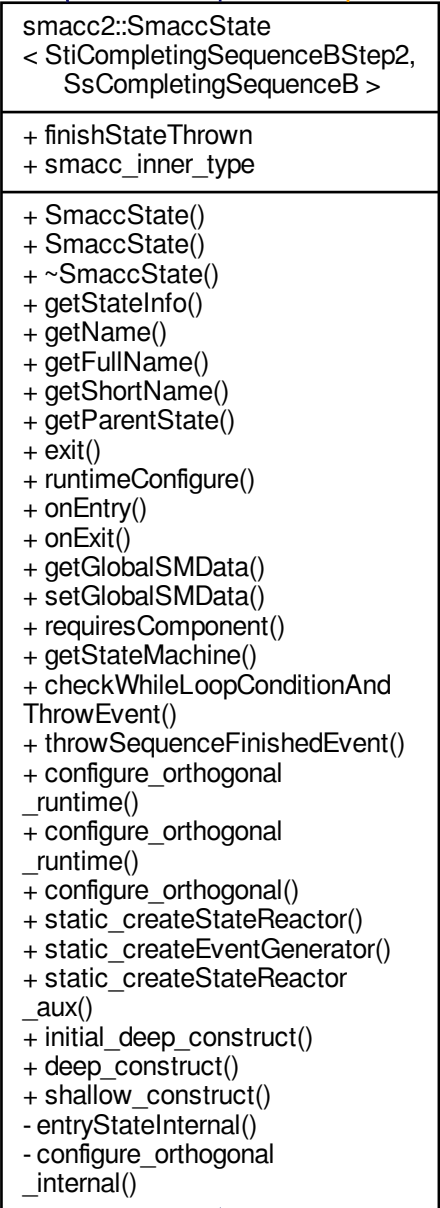 smacc2::SmaccState
< StiCompletingSequenceBStep2,
SsCompletingSequenceB >
+ finishStateThrown
+ smacc_inner_type
+ SmaccState()
+ SmaccState()
+ ~SmaccState()
+ getStateInfo()
+ getName()
+ getFullName()
+ getShortName()
+ getParentState()
+ exit()
+ runtimeConfigure()
+ onEntry()
+ onExit()
+ getGlobalSMData()
+ setGlobalSMData()
+ requiresComponent()
+ getStateMachine()
+ checkWhileLoopConditionAnd
ThrowEvent()
+ throwSequenceFinishedEvent()
+ configure_orthogonal
_runtime()
+ configure_orthogonal
_runtime()
+ configure_orthogonal()
+ static_createStateReactor()
+ static_createEventGenerator()
+ static_createStateReactor
_aux()
+ initial_deep_construct()
+ deep_construct()
+ shallow_construct()
- entryStateInternal()
- configure_orthogonal
_internal()